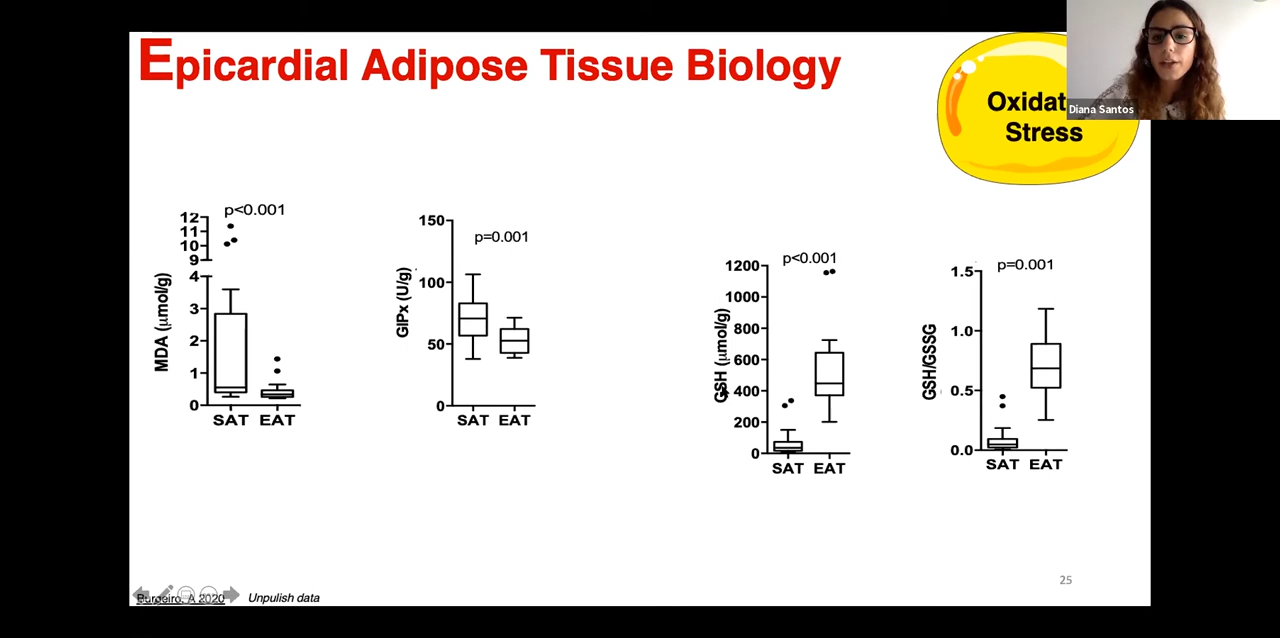 Epicardial Adipose Tissue Biology
Stress
Diana Santos
p<0.001
12
11
10
9
4
3
2
1
0
MDA (μmol/g)
SAT EAT
p=0.001
150
100
50
0
GlPx (U/g)
SAT EAT
p<0.001
1200
1000
800
600
400
200
0
GSH (μmol/g)
SAT EAT
p=0.001
1.5
1.0
0.5
0.0
GSH/GSSG
SAT EAT
25
Burgeiro, A 2020 Unpulish data